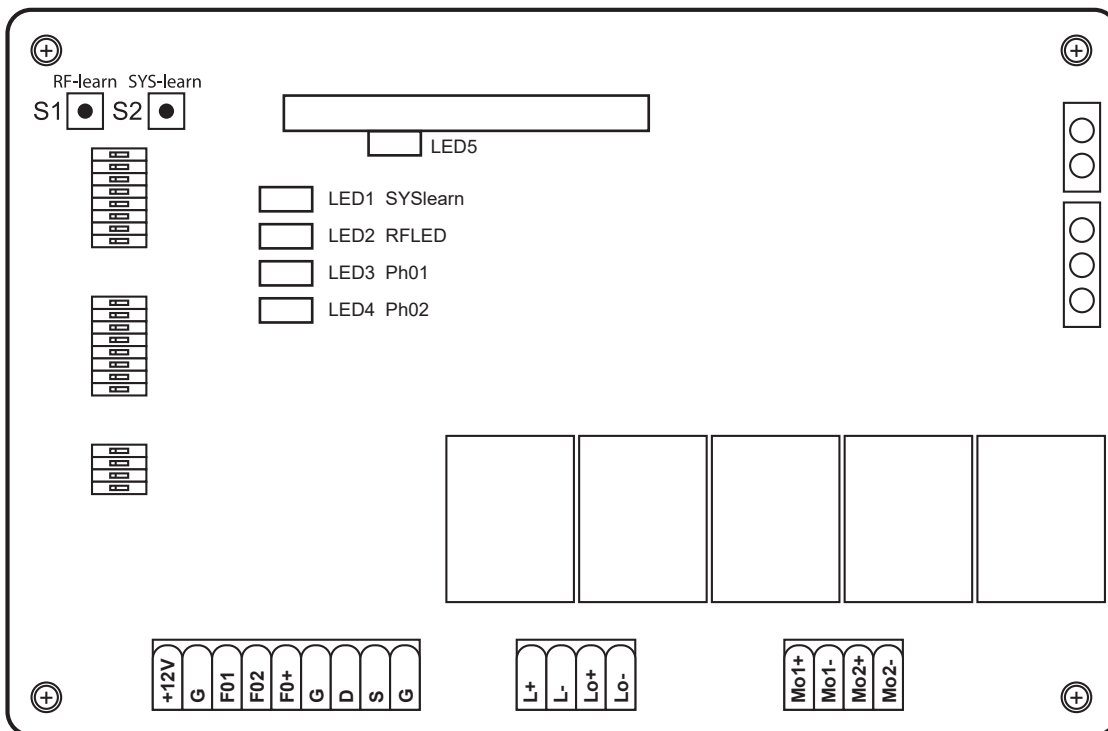 RF-learn SYS-learn
S1 S2
LED5
LED1 SYSlearn
LED2 RFLED
LED3 Ph01
LED4 Ph02
+12V G F01 F02 F0+ G D S G
L+ L- Lo+ Lo-
Mo1+ Mo1- Mo2+ Mo2-